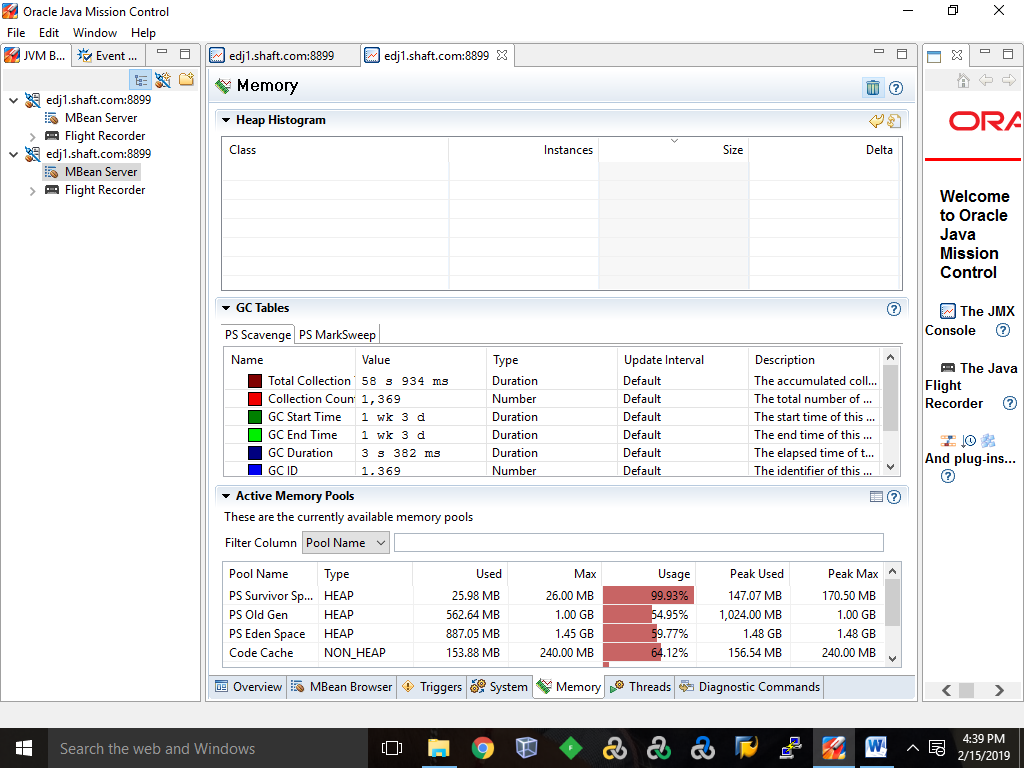 Oracle Java Mission Control
File Edit Window Help
JVM B... Event ...
edj1.shaft.com:8899
MBean Server
Flight Recorder
edj1.shaft.com:8899
MBean Server
Flight Recorder
edj1.shaft.com:8899 edj1.shaft.com:8899
Memory
Heap Histogram
Class Instances Size Delta
GC Tables
PS Scavenge PS MarkSweep
Name Value Type Update Interval Description
Total Collection 58 s 934 ms Duration Default The accumulated coll...
Collection Coun 1,369 Number Default The total number of ...
GC Start Time 1 wk 3 d Duration Default The start time of this ...
GC End Time 1 wk 3 d Duration Default The end time of this ...
GC Duration 3 s 382 ms Duration Default The elapsed time of t...
GC ID 1,369 Number Default The identifier of this ...
Active Memory Pools
These are the currently available memory pools
Filter Column Pool Name
Pool Name Type Used Max Usage Peak Used Peak Max
PS Survivor Sp... HEAP 25.98 MB 26.00 MB 99.93% 147.07 MB 170.50 MB
PS Old Gen HEAP 562.64 MB 1.00 GB 54.95% 1,024.00 MB 1.00 GB
PS Eden Space HEAP 887.05 MB 1.45 GB 59.77% 1.48 GB 1.48 GB
Code Cache NON_HEAP 153.88 MB 240.00 MB 64.12% 156.54 MB 240.00 MB
Overview MBean Browser Triggers System Memory Threads Diagnostic Commands
ORA
Welcome
to Oracle
Java
Mission
Control
The JMX
Console
The Java
Flight
Recorder
And plug-ins...
Search the web and Windows
4:39 PM
2/15/2019